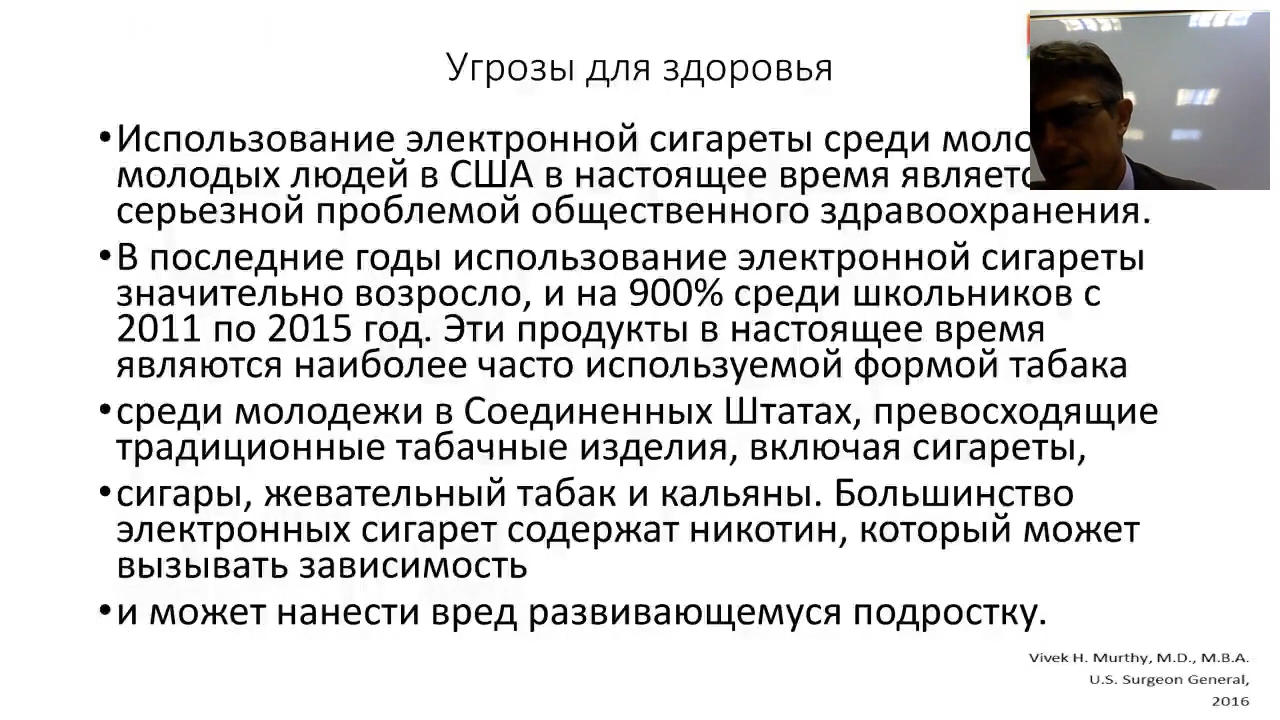 Угрозы для здоровья
•Использование электронной сигареты среди
молодых людей в США в настоящее время
серьезной проблемой общественного здравоохранения.
•В последние годы использование электронной сигареты
значительно возросло, и на 900% среди школьников с
2011 по 2015 год. Эти продукты в настоящее время
являются наиболее часто используемой формой табака
•среди молодежи в Соединенных Штатах, превосходящие
традиционные табачные изделия, включая сигареты,
•сигары, жевательный табак и кальяны. Большинство
электронных сигарет содержат никотин, который может
вызывать зависимость
•и может нанести вред развивающемуся подростку.
Vivek H. Murthy, M.D., M.B.A.
U.S. Surgeon General,
2016